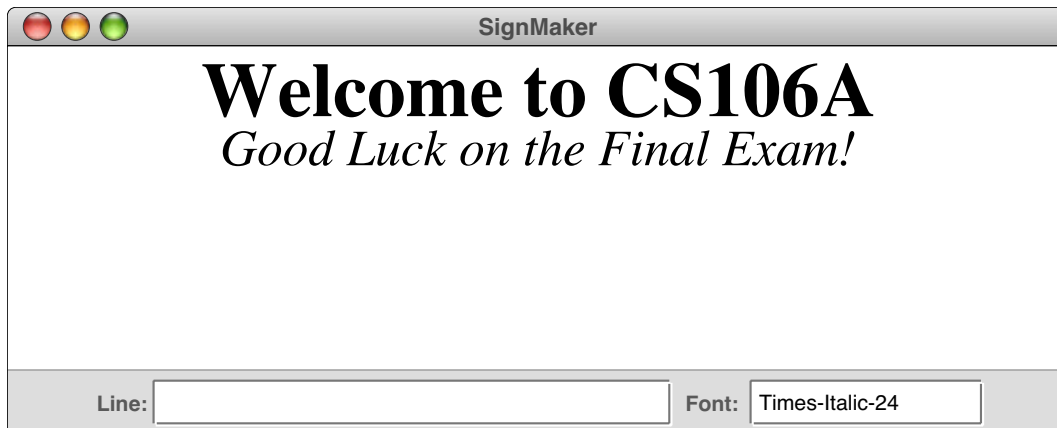 SignMaker
Welcome to CS106A
Good Luck on the Final Exam!
Line: Font: Times-Italic-24